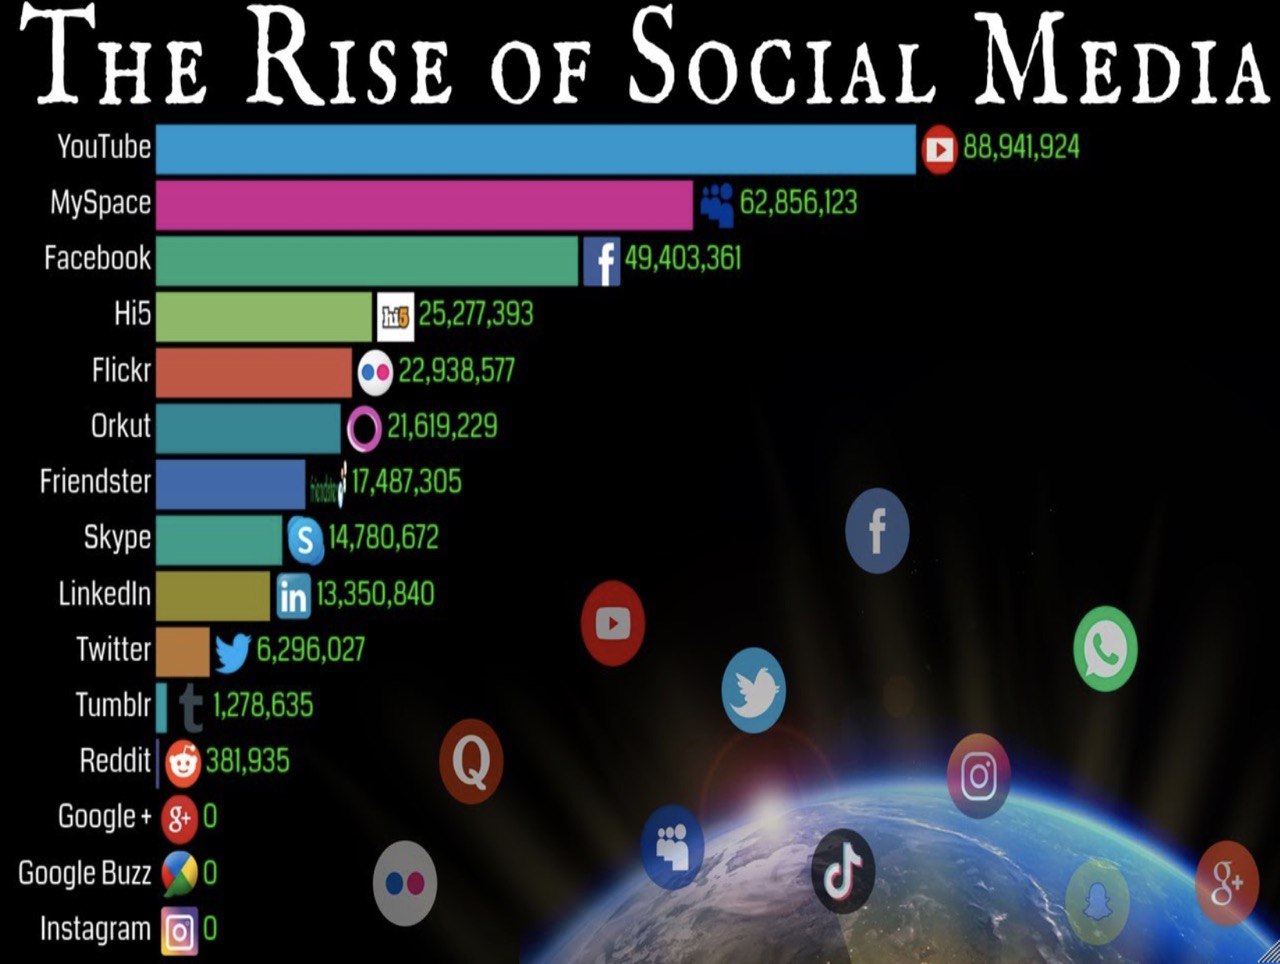 THE RISE OF SOCIAL MEDIA
YouTube 88,941,924
MySpace 62,856,123
Facebook f 49,403,361
Hi5 hi5 25,277,393
Flickr 22,938,577
Orkut 21,619,229
Friendster friendster 17,487,305
Skype S 14,780,672
LinkedIn in 13,350,840
Twitter 6,296,027
Tumblr t 1,278,635
Reddit 381,935
Google + g+ 0
Google Buzz 0
Instagram 0
f
Q
g+